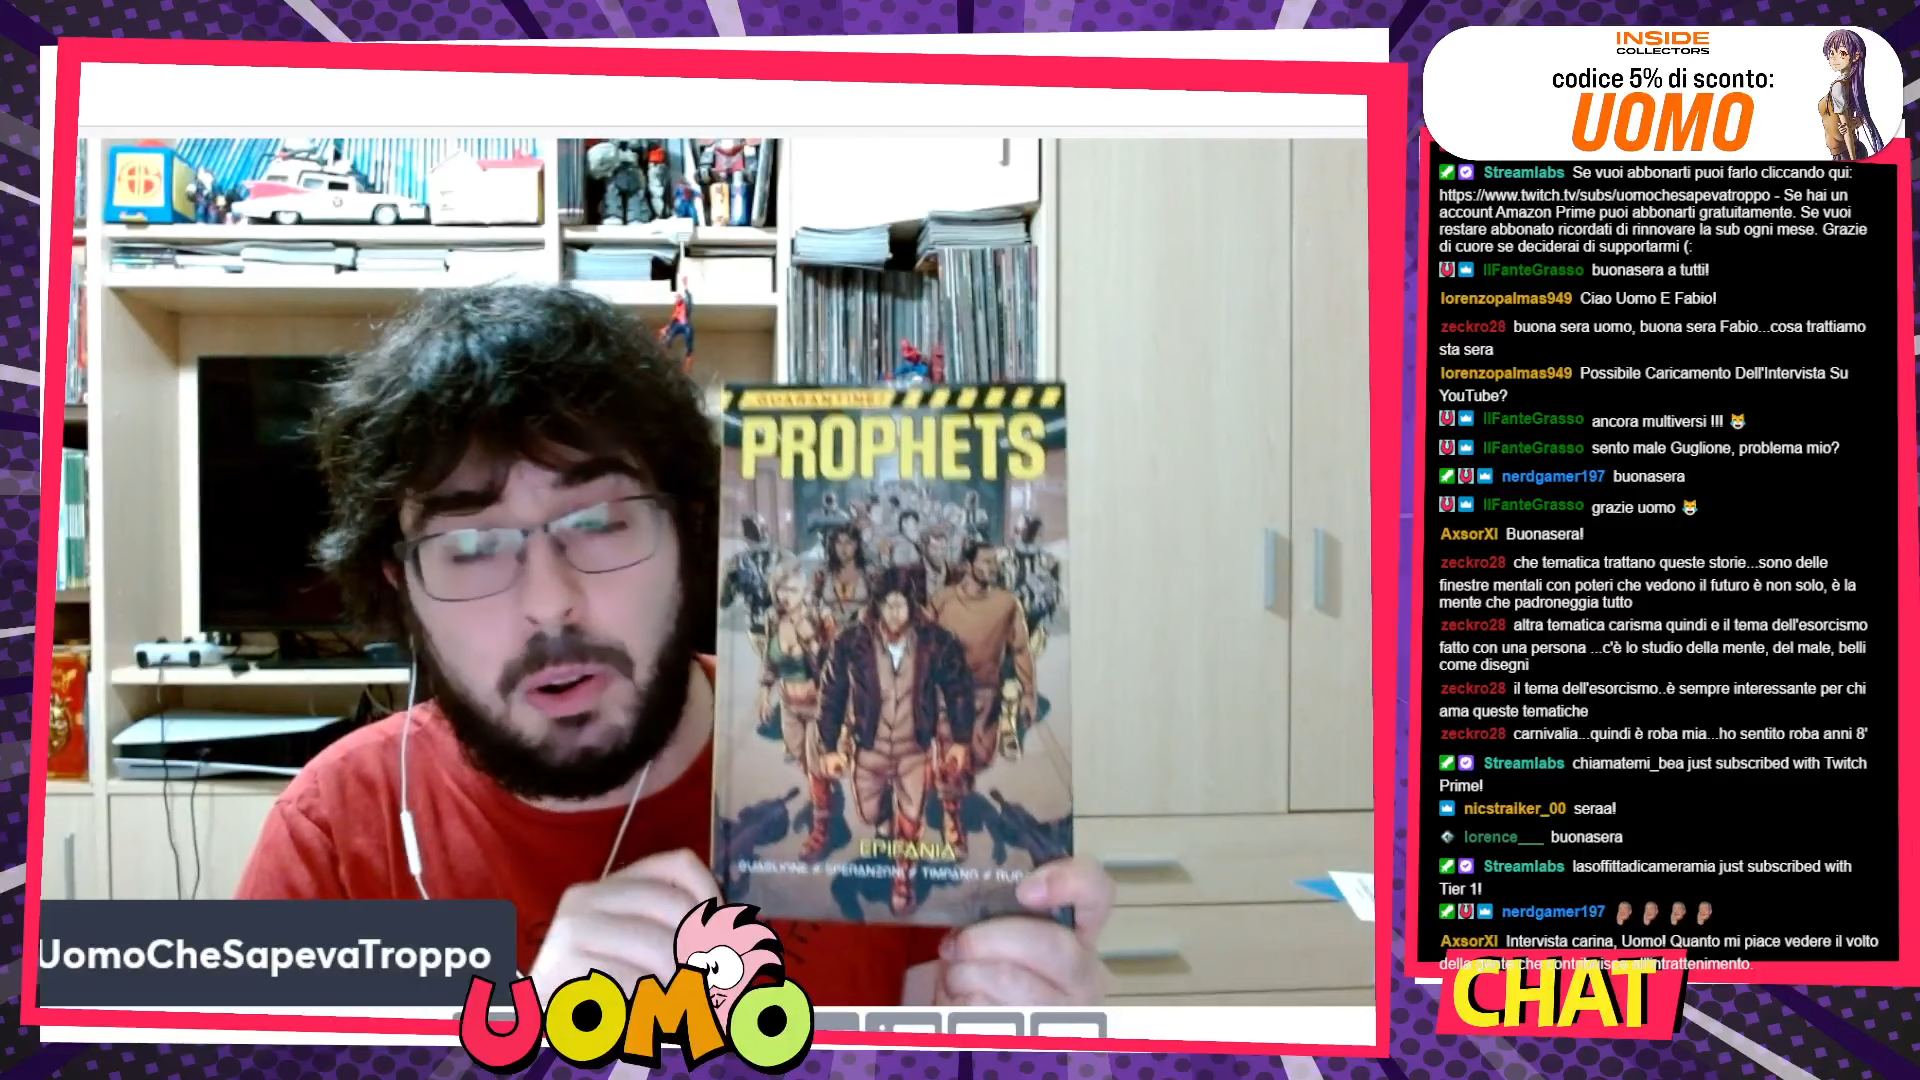 INSIDE
COLLECTORS
codice 5% di sconto:
UOMO
Streamlabs Se vuoi abbonarti puoi farlo cliccando qui:
https://www.twitch.tv/subs/uomochesapevatroppo - Se hai un
account Amazon Prime puoi abbonarti gratuitamente. Se vuoi
restare abbonato ricordati di rinnovare la sub ogni mese. Grazie
di cuore se deciderai di supportarmi (:
IlFanteGrasso buonasera a tutti!
lorenzopalmas949 Ciao Uomo E Fabio!
zeckro28 buona sera uomo, buona sera Fabio...cosa trattiamo
sta sera
lorenzopalmas949 Possibile Caricamento Dell'Intervista Su
YouTube?
IlFanteGrasso ancora multiversi !!! 😹
IlFanteGrasso sento male Guglione, problema mio?
nerdgamer197 buonasera
IlFanteGrasso grazie uomo 😹
AxsorXI Buonasera!
zeckro28 che tematica trattano queste storie...sono delle
finestre mentali con poteri che vedono il futuro è non solo, è la
mente che padroneggia tutto
zeckro28 altra tematica carisma quindi e il tema dell'esorcismo
fatto con una persona ...c'è lo studio della mente, del male, belli
come disegni
zeckro28 il tema dell'esorcismo..è sempre interessante per chi
ama queste tematiche
zeckro28 carnivalia...quindi è roba mia...ho sentito roba anni 8'
Streamlabs chiamatemi_bea just subscribed with Twitch
Prime!
nicstraiker_00 seraa!
lorence___ buonasera
Streamlabs lasoffittadicameramia just subscribed with
Tier 1!
nerdgamer197
AxsorXI Intervista carina, Uomo! Quanto mi piace vedere il volto
della gente che contribuisce all'intrattenimento.
CHAT
QUARANTINE
PROPHETS
EPIFANIA
GUAGLIONE # SPERANZONI # TIMPANO #
UomoCheSapevaTroppo
UOMO